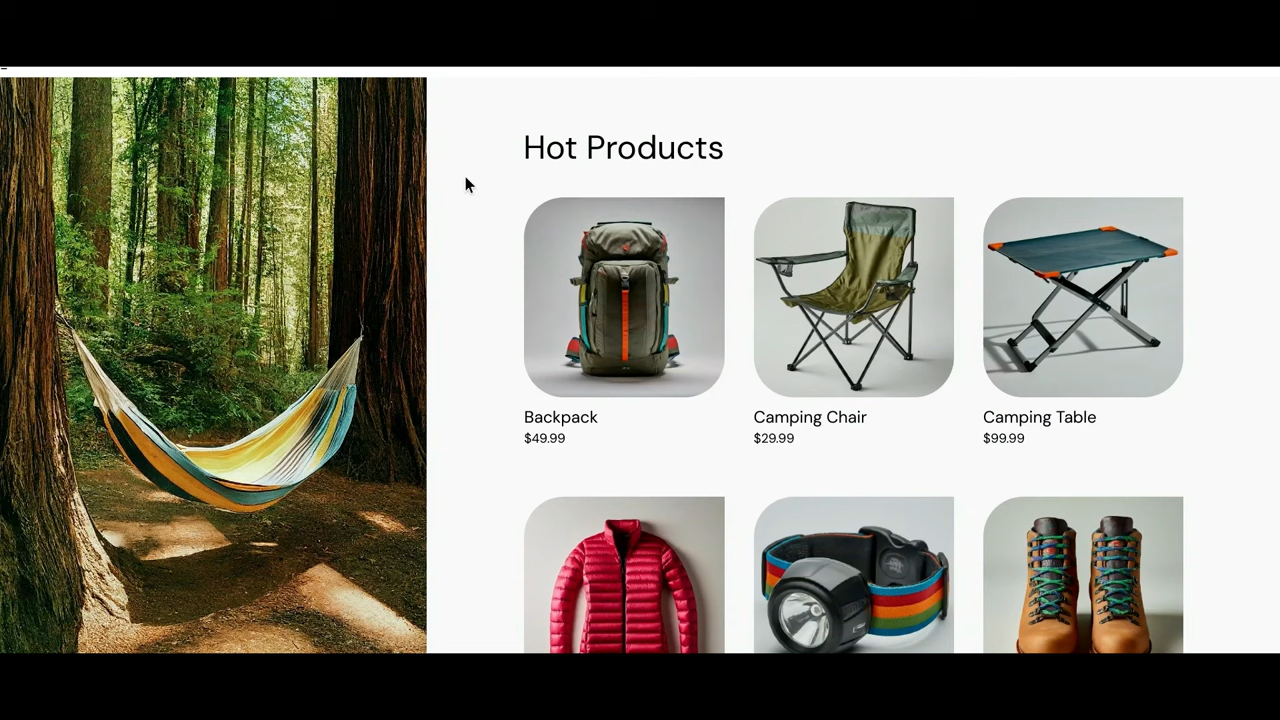 Hot Products
Backpack
$49.99
Camping Chair
$29.99
Camping Table
$99.99